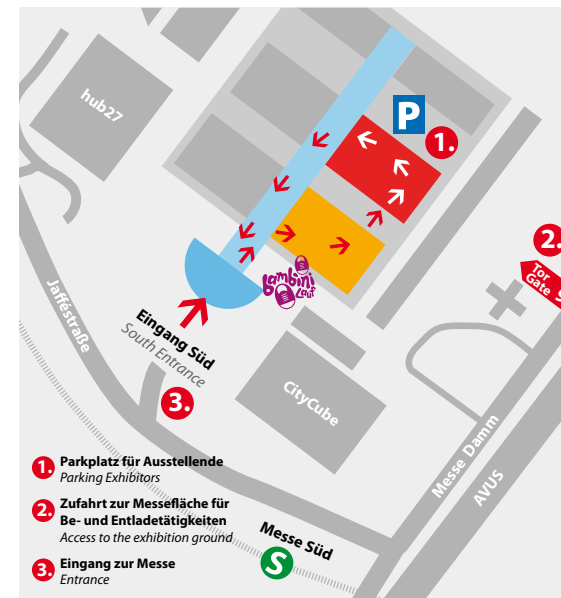 hub27
P
1.
2.
Tor
Gate
bambini
Lauf
Jafféstraße
Eingang Süd
South Entrance
3.
CityCube
Messe Damm
AVUS
1. Parkplatz für Ausstellende
Parking Exhibitors
2. Zufahrt zur Messefläche für
Be- und Entladetätigkeiten
Access to the exhibition ground
3. Eingang zur Messe
Entrance
Messe Süd
S